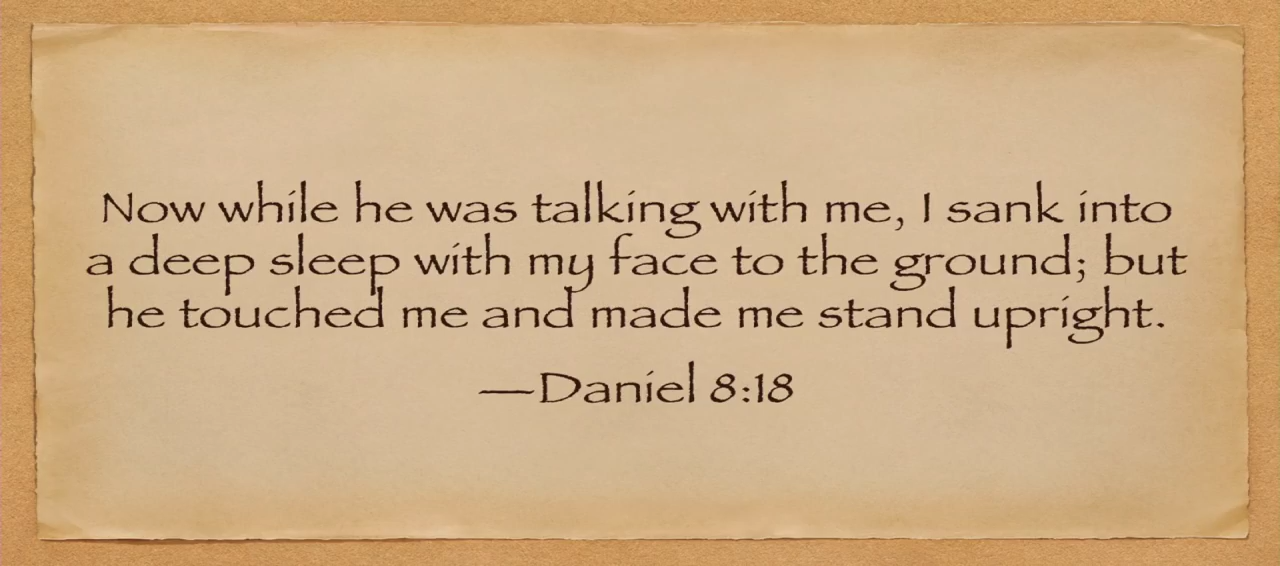 Now while he was talking with me, I sank into
a deep sleep with my face to the ground; but
he touched me and made me stand upright.
—Daniel 8:18